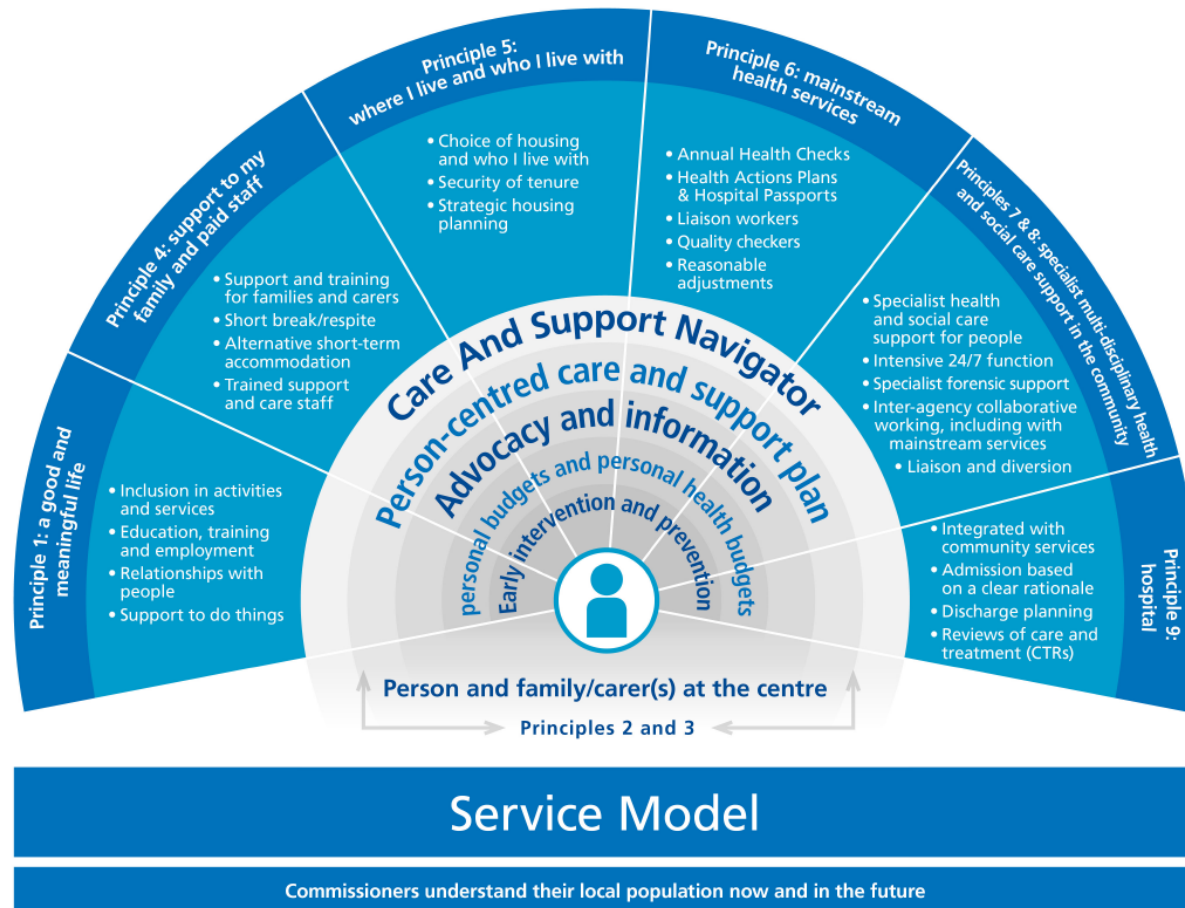 Principle 1: a good and
meaningful life
• Inclusion in activities
and services
• Education, training
and employment
• Relationships with
people
• Support to do things
Principle 4: support to my
family and paid staff
• Support and training
for families and carers
• Short break/respite
• Alternative short-term
accommodation
• Trained support
and care staff
Principle 5:
where I live and who I live with
• Choice of housing
and who I live with
• Security of tenure
• Strategic housing
planning
Principle 6: mainstream
health services
• Annual Health Checks
• Health Actions Plans
& Hospital Passports
• Liaison workers
• Quality checkers
• Reasonable
adjustments
Principles 7 & 8: specialist multi-disciplinary health
and social care support in the community
• Specialist health
and social care
support for people
• Intensive 24/7 function
• Specialist forensic support
• Inter-agency collaborative
working, including with
mainstream services
• Liaison and diversion
Principle 9:
hospital
• Integrated with
community services
• Admission based
on a clear rationale
• Discharge planning
• Reviews of care and
treatment (CTRs)
Care And Support Navigator
Person-centred care and support plan
Advocacy and information
personal budgets and personal health budgets
Early intervention and prevention
Person and family/carer(s) at the centre
Principles 2 and 3
Service Model
Commissioners understand their local population now and in the future